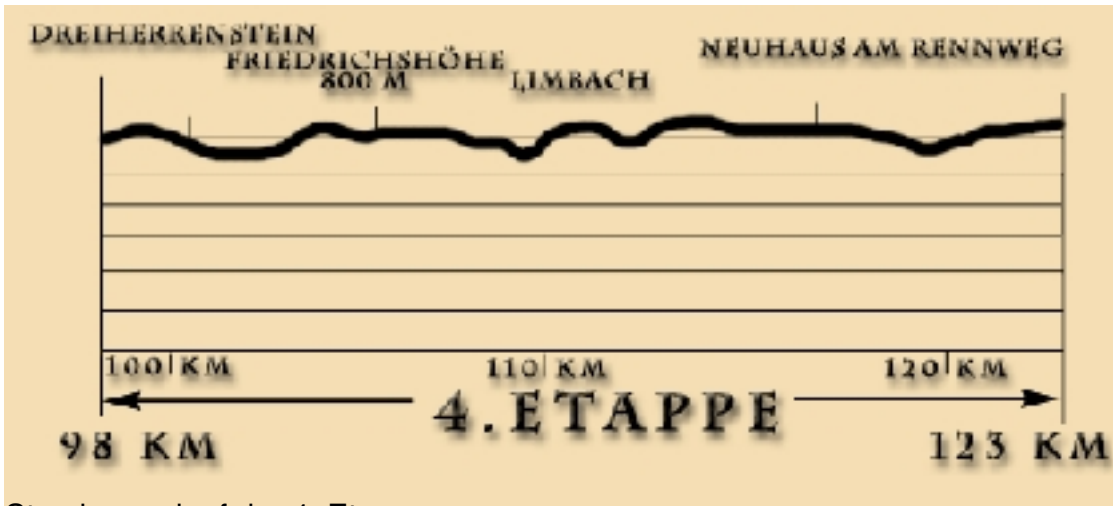 DREIHERRENSTEIN
FRIEDRICHSHÖHE
800 M
LIMBACH
NEUHAUS AM RENNWEG
100 KM
110 KM
120 KM
4. ETAPPE
98 KM
123 KM